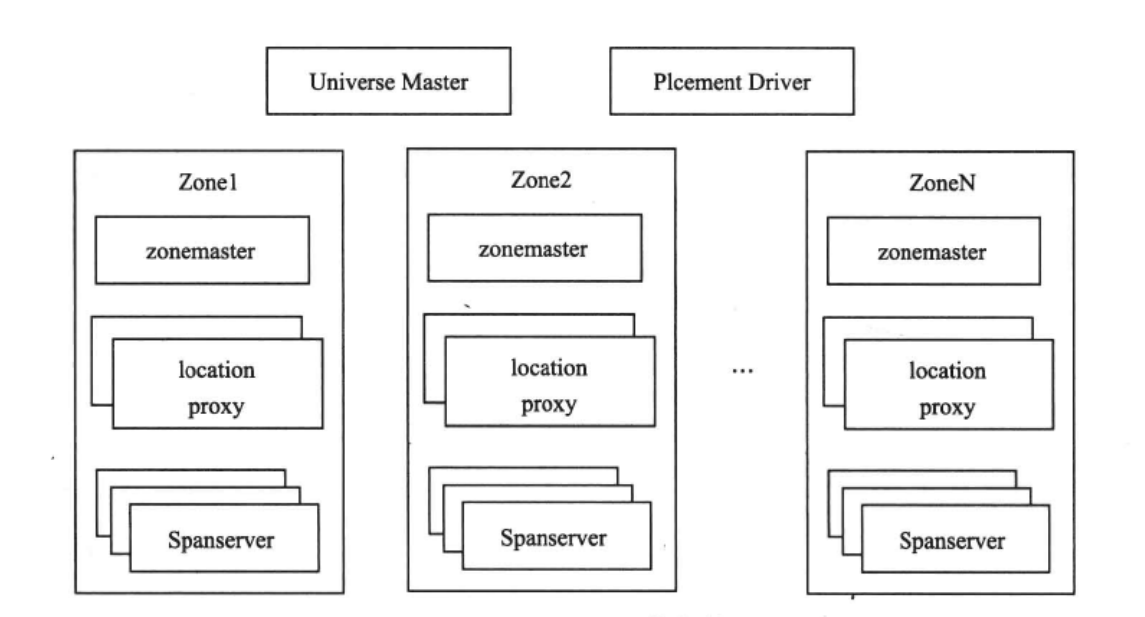 Universe Master
Plcement Driver
Zone1
zonemaster
location
proxy
Spanserver
Zone2
zonemaster
location
proxy
Spanserver
...
ZoneN
zonemaster
location
proxy
Spanserver